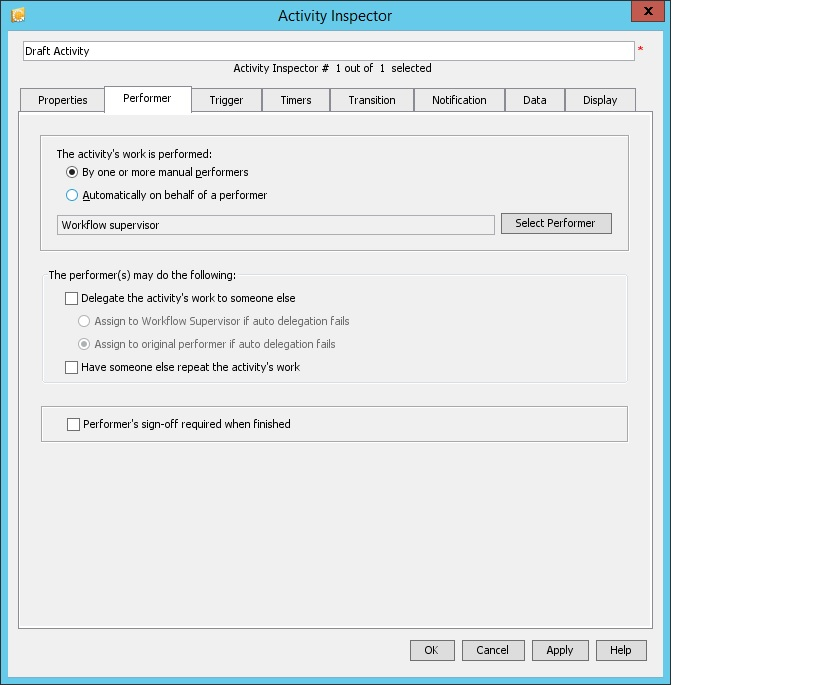 Activity Inspector
x
Draft Activity
*
Activity Inspector # 1 out of 1 selected
Properties
Performer
Trigger
Timers
Transition
Notification
Data
Display
The activity's work is performed:
By one or more manual performers
Automatically on behalf of a performer
Workflow supervisor
Select Performer
The performer(s) may do the following:
Delegate the activity's work to someone else
Assign to Workflow Supervisor if auto delegation fails
Assign to original performer if auto delegation fails
Have someone else repeat the activity's work
Performer's sign-off required when finished
OK
Cancel
Apply
Help